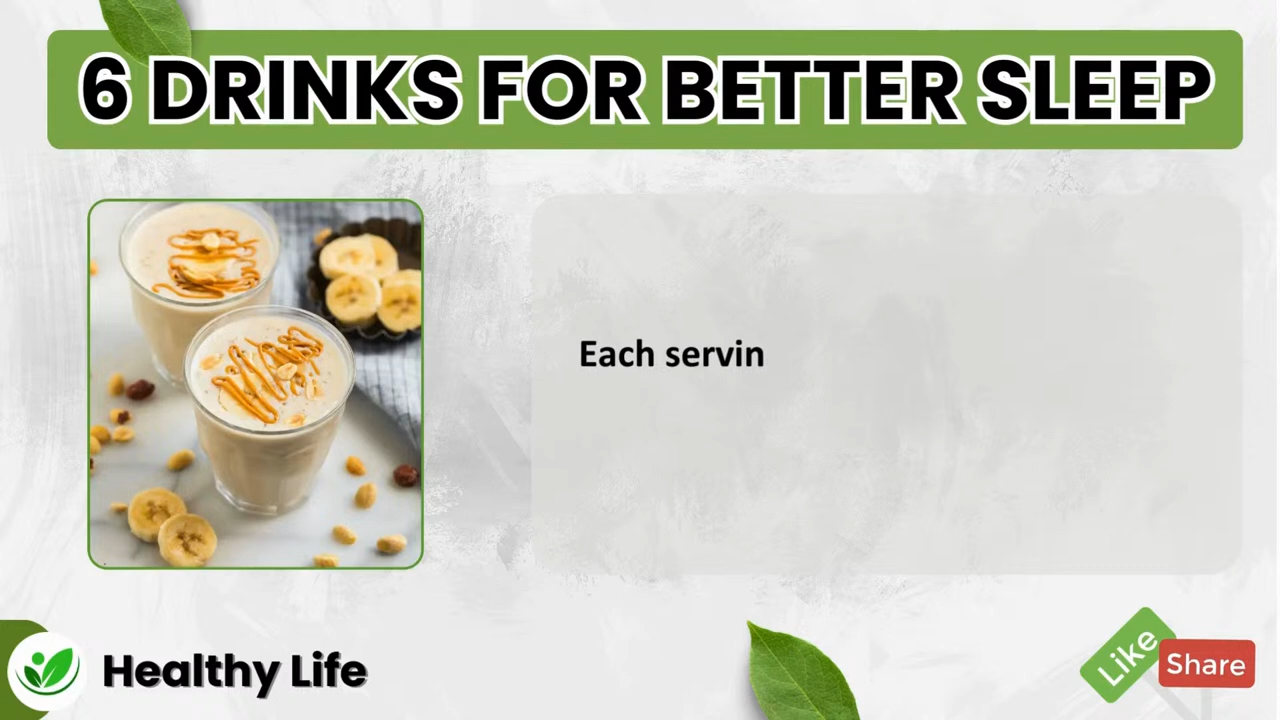 6 DRINKS FOR BETTER SLEEP
Each servin
Healthy Life
Like
Share